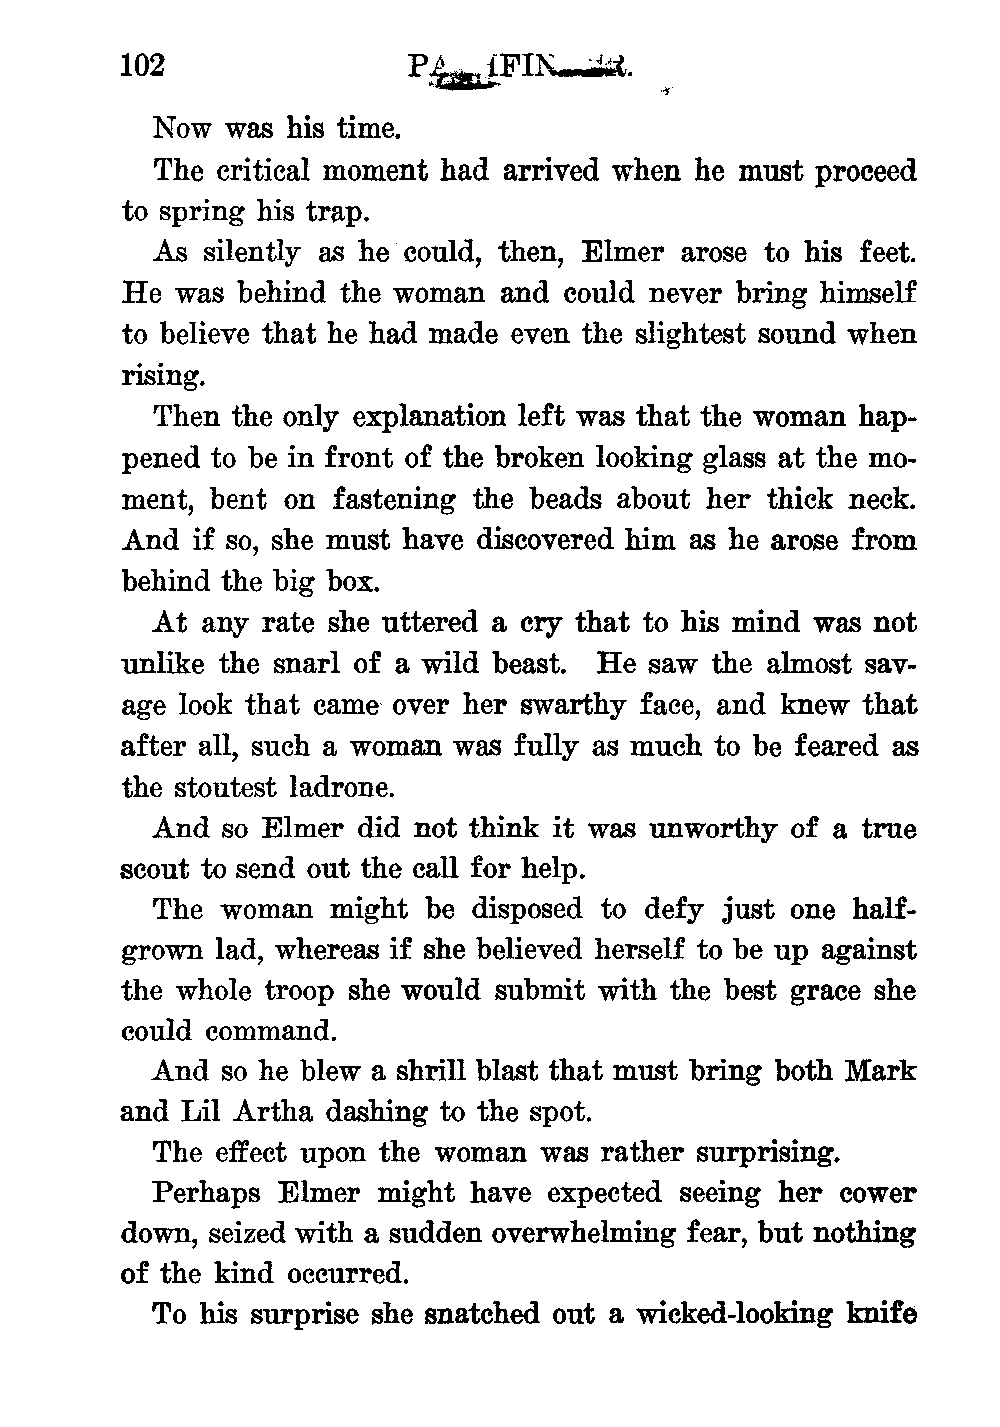 102
Now was his time.
The critical moment had arrived when he must proceed
to spring his trap.
As silently as he could, then, Elmer arose to his feet.
He was behind the woman and could never bring himself
to believe that he had made even the slightest sound when
rising.
Then the only explanation left was that the woman hap-
pened to be in front of the broken looking glass at the mo-
ment, bent on fastening the beads about her thick neck.
And if so, she must have discovered him as he arose from
behind the big box.
At any rate she uttered a cry that to his mind was not
unlike the snarl of a wild beast. He saw the almost sav-
age look that came over her swarthy face, and knew that
after all, such a woman was fully as much to be feared as
the stoutest ladrone.
And so Elmer did not think it was unworthy of a true
scout to send out the call for help.
The woman might be disposed to defy just one half-
grown lad, whereas if she believed herself to be up against
the whole troop she would submit with the best grace she
could command.
And so he blew a shrill blast that must bring both Mark
and Lil Artha dashing to the spot.
The effect upon the woman was rather surprising.
Perhaps Elmer might have expected seeing her cower
down, seized with a sudden overwhelming fear, but nothing
of the kind occurred.
To his surprise she snatched out a wicked-looking knife